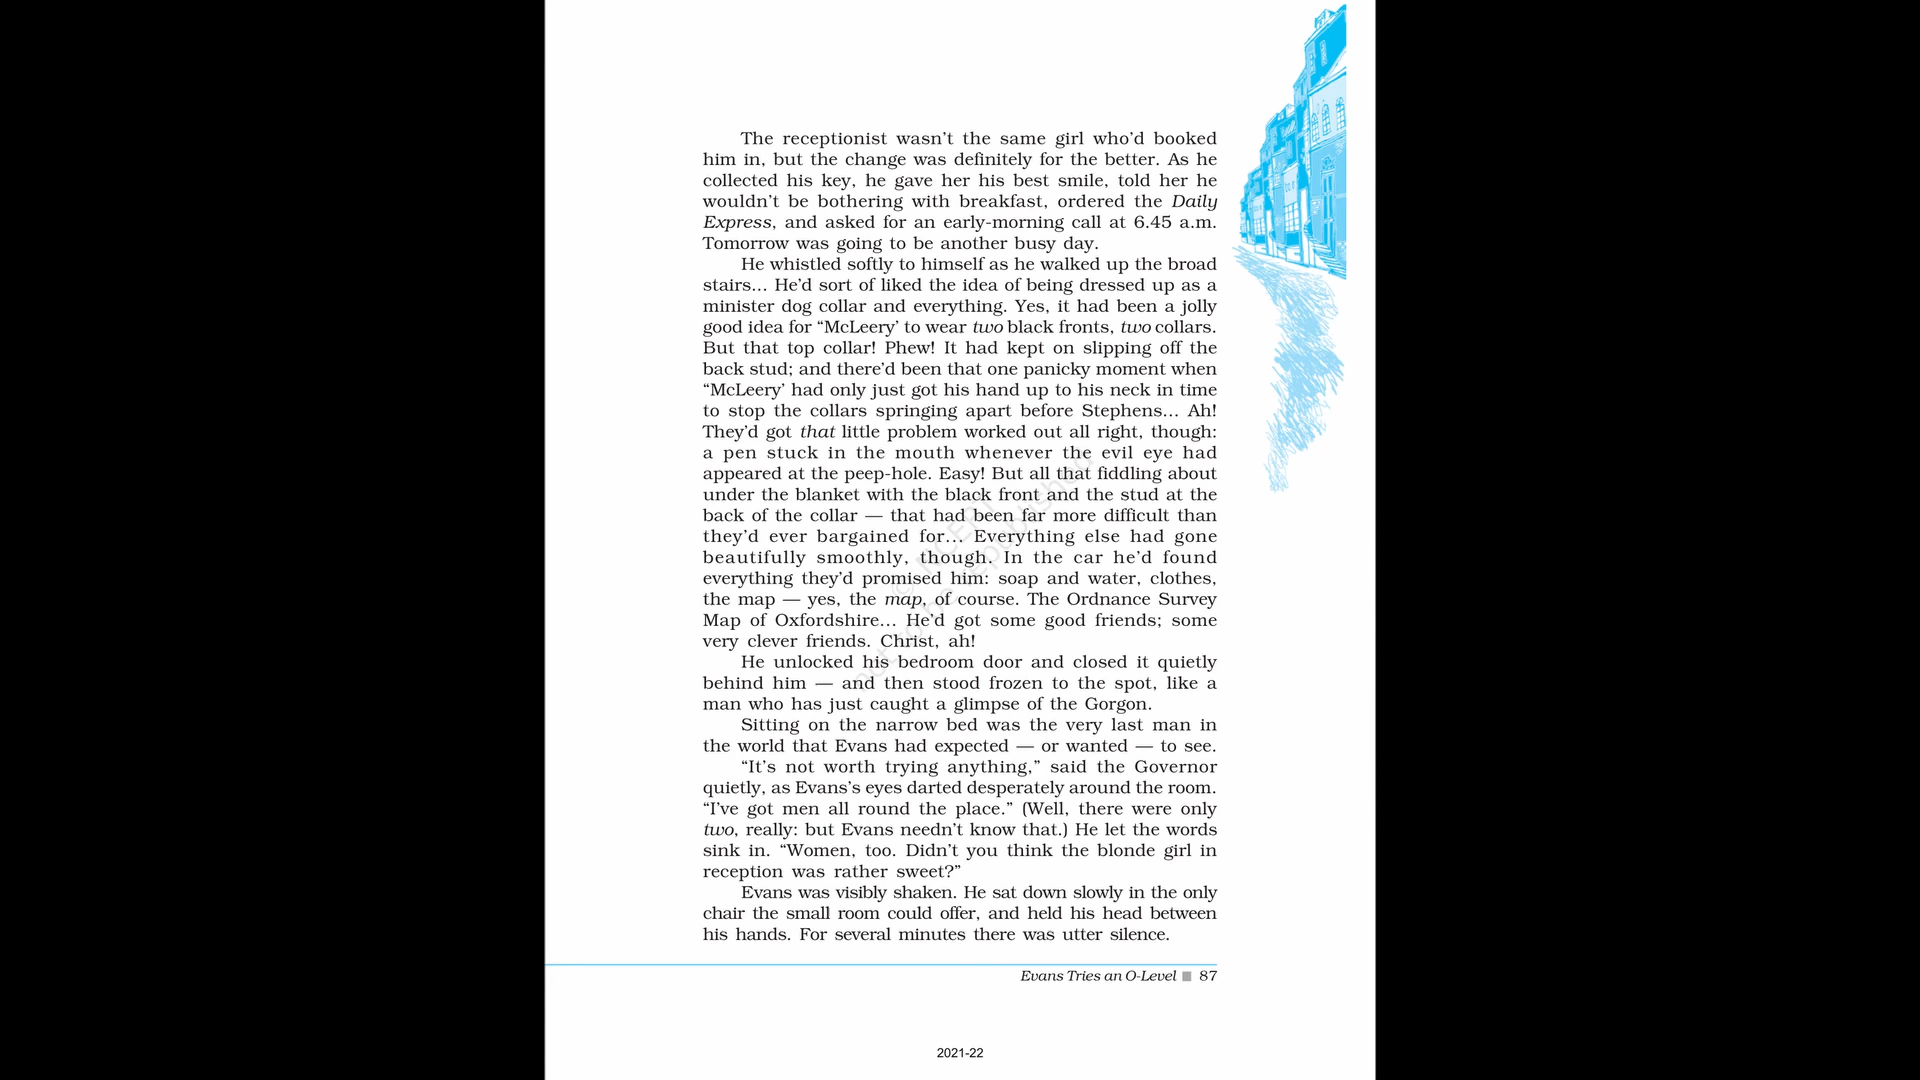 The receptionist wasn't the same girl who'd booked
him in, but the change was definitely for the better. As he
collected his key, he gave her his best smile, told her he
wouldn't be bothering with breakfast, ordered the Daily
Express, and asked for an early-morning call at 6.45 a.m.
Tomorrow was going to be another busy day.
He whistled softly to himself as he walked up the broad
stairs... He'd sort of liked the idea of being dressed up as a
minister dog collar and everything. Yes, it had been a jolly
good idea for “McLeery’ to wear two black fronts, two collars.
But that top collar! Phew! It had kept on slipping off the
back stud; and there'd been that one panicky moment when
“McLeery’ had only just got his hand up to his neck in time
to stop the collars springing apart before Stephens... Ah!
They'd got that little problem worked out all right, though:
a pen stuck in the mouth whenever the evil eye had
appeared at the peep-hole. Easy! But all that fiddling about
under the blanket with the black front and the stud at the
back of the collar — that had been far more difficult than
they'd ever bargained for... Everything else had gone
beautifully smoothly, though. In the car he'd found
everything they'd promised him: soap and water, clothes,
the map — yes, the map, of course. The Ordnance Survey
Map of Oxfordshire... He'd got some good friends; some
very clever friends. Christ, ah!
He unlocked his bedroom door and closed it quietly
behind him — and then stood frozen to the spot, like a
man who has just caught a glimpse of the Gorgon.
Sitting on the narrow bed was the very last man in
the world that Evans had expected — or wanted — to see.
“It's not worth trying anything,” said the Governor
quietly, as Evans's eyes darted desperately around the room.
“I've got men all round the place.” (Well, there were only
two, really: but Evans needn't know that.) He let the words
sink in. “Women, too. Didn't you think the blonde girl in
reception was rather sweet?”
Evans was visibly shaken. He sat down slowly in the only
chair the small room could offer, and held his head between
his hands. For several minutes there was utter silence.
Evans Tries an O-Level ■ 87
2021-22
© NCERT
not to be republished